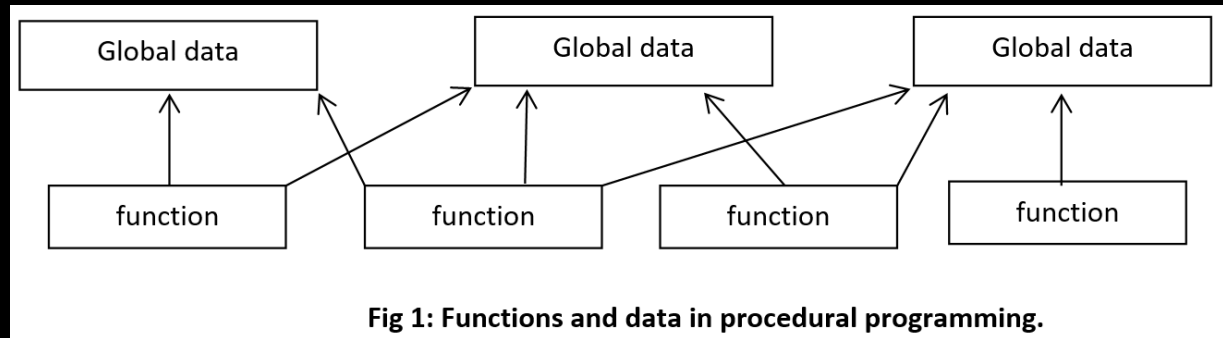 Global data
Global data
Global data
function
function
function
function
Fig 1: Functions and data in procedural programming.